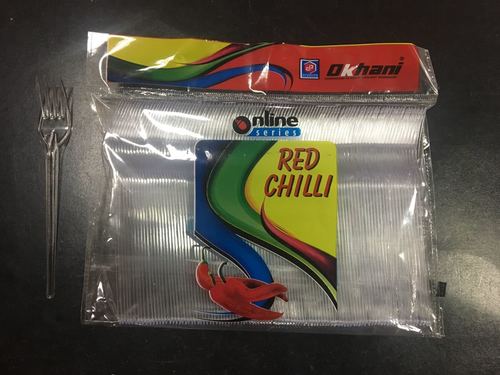 Okhani
Online
series
RED
CHILLI